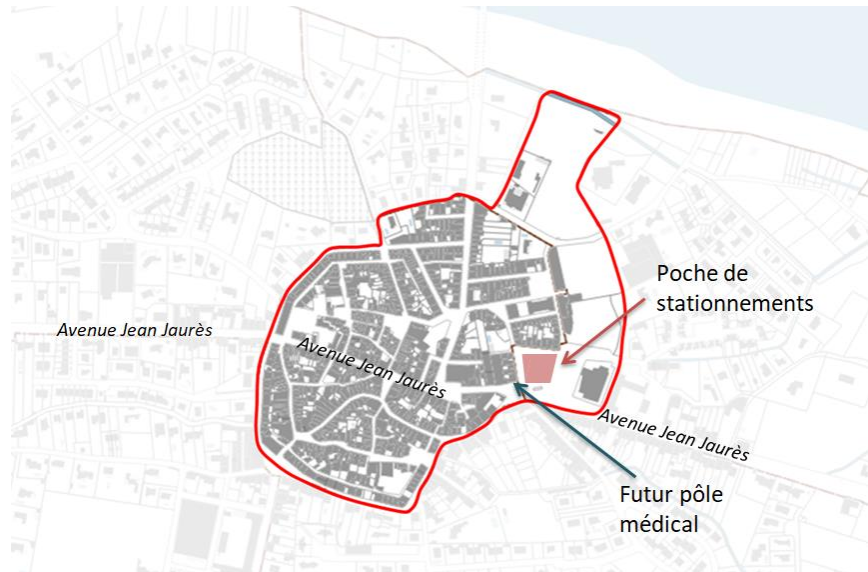 Poche de
stationnements
Avenue Jean Jaurès
Avenue Jean Jaurès
Avenue Jean Jaurès
Futur pôle
médical